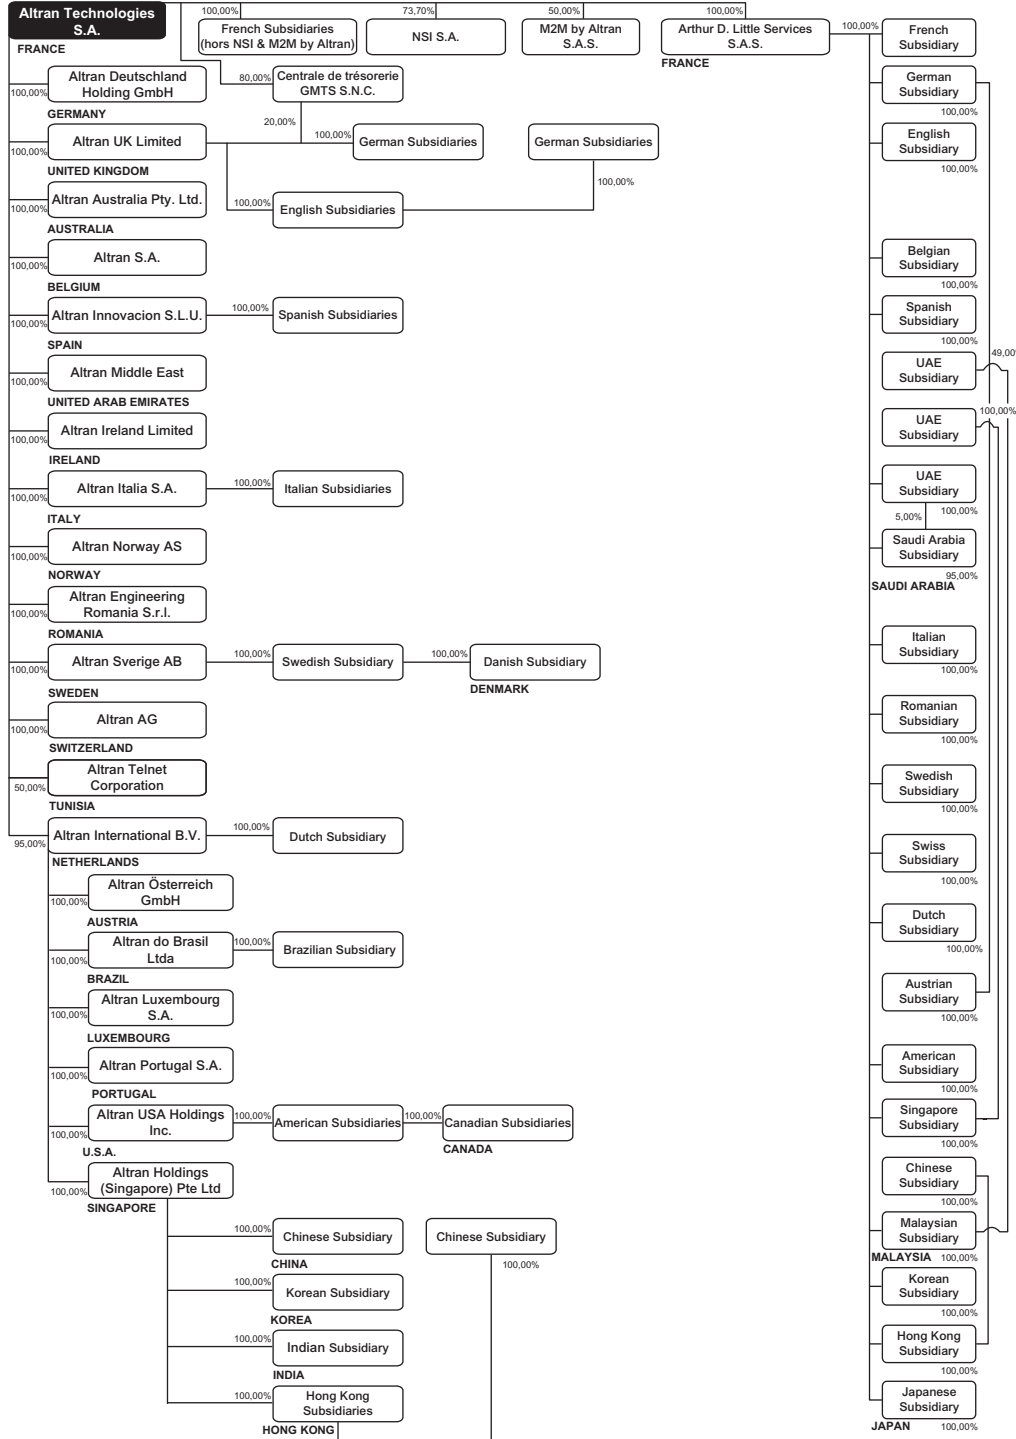 Altran Technologies
S.A.
FRANCE
100,00%
French Subsidiaries
(hors NSI & M2M by Altran)
73,70%
NSI S.A.
50,00%
M2M by Altran
S.A.S.
100,00%
Arthur D. Little Services
S.A.S.
FRANCE
100,00%
French
Subsidiary
100,00%
Altran Deutschland
Holding GmbH
GERMANY
80,00%
Centrale de trésorerie
GMTS S.N.C.
20,00%
German
Subsidiary
100,00%
100,00%
Altran UK Limited
UNITED KINGDOM
100,00%
German Subsidiaries
German Subsidiaries
100,00%
English
Subsidiary
100,00%
100,00%
Altran Australia Pty. Ltd.
AUSTRALIA
100,00%
English Subsidiaries
100,00%
Altran S.A.
BELGIUM
Belgian
Subsidiary
100,00%
100,00%
Altran Innovacion S.L.U.
SPAIN
100,00%
Spanish Subsidiaries
Spanish
Subsidiary
100,00%
100,00%
Altran Middle East
UNITED ARAB EMIRATES
UAE
Subsidiary
49,00
100,00%
100,00%
Altran Ireland Limited
IRELAND
UAE
Subsidiary
100,00%
Altran Italia S.A.
ITALY
100,00%
Italian Subsidiaries
UAE
Subsidiary
100,00%
5,00%
100,00%
Altran Norway AS
NORWAY
Saudi Arabia
Subsidiary
95,00%
SAUDI ARABIA
100,00%
Altran Engineering
Romania S.r.l.
ROMANIA
Italian
Subsidiary
100,00%
100,00%
Altran Sverige AB
SWEDEN
100,00%
Swedish Subsidiary
100,00%
Danish Subsidiary
DENMARK
Romanian
Subsidiary
100,00%
100,00%
Altran AG
SWITZERLAND
50,00%
Altran Telnet
Corporation
TUNISIA
Swedish
Subsidiary
100,00%
95,00%
Altran International B.V.
NETHERLANDS
100,00%
Dutch Subsidiary
Swiss
Subsidiary
100,00%
100,00%
Altran Österreich
GmbH
AUSTRIA
Dutch
Subsidiary
100,00%
100,00%
Altran do Brasil
Ltda
BRAZIL
100,00%
Brazilian Subsidiary
Austrian
Subsidiary
100,00%
100,00%
Altran Luxembourg
S.A.
LUXEMBOURG
100,00%
Altran Portugal S.A.
PORTUGAL
American
Subsidiary
100,00%
100,00%
Altran USA Holdings
Inc.
U.S.A.
100,00%
American Subsidiaries
100,00%
Canadian Subsidiaries
CANADA
Singapore
Subsidiary
100,00%
100,00%
Altran Holdings
(Singapore) Pte Ltd
SINGAPORE
Chinese
Subsidiary
100,00%
100,00%
Chinese Subsidiary
CHINA
Chinese Subsidiary
100,00%
Malaysian
Subsidiary
MALAYSIA
100,00%
100,00%
Korean Subsidiary
KOREA
Korean
Subsidiary
100,00%
100,00%
Indian Subsidiary
INDIA
Hong Kong
Subsidiary
100,00%
100,00%
Hong Kong
Subsidiaries
HONG KONG
Japanese
Subsidiary
JAPAN
100,00%